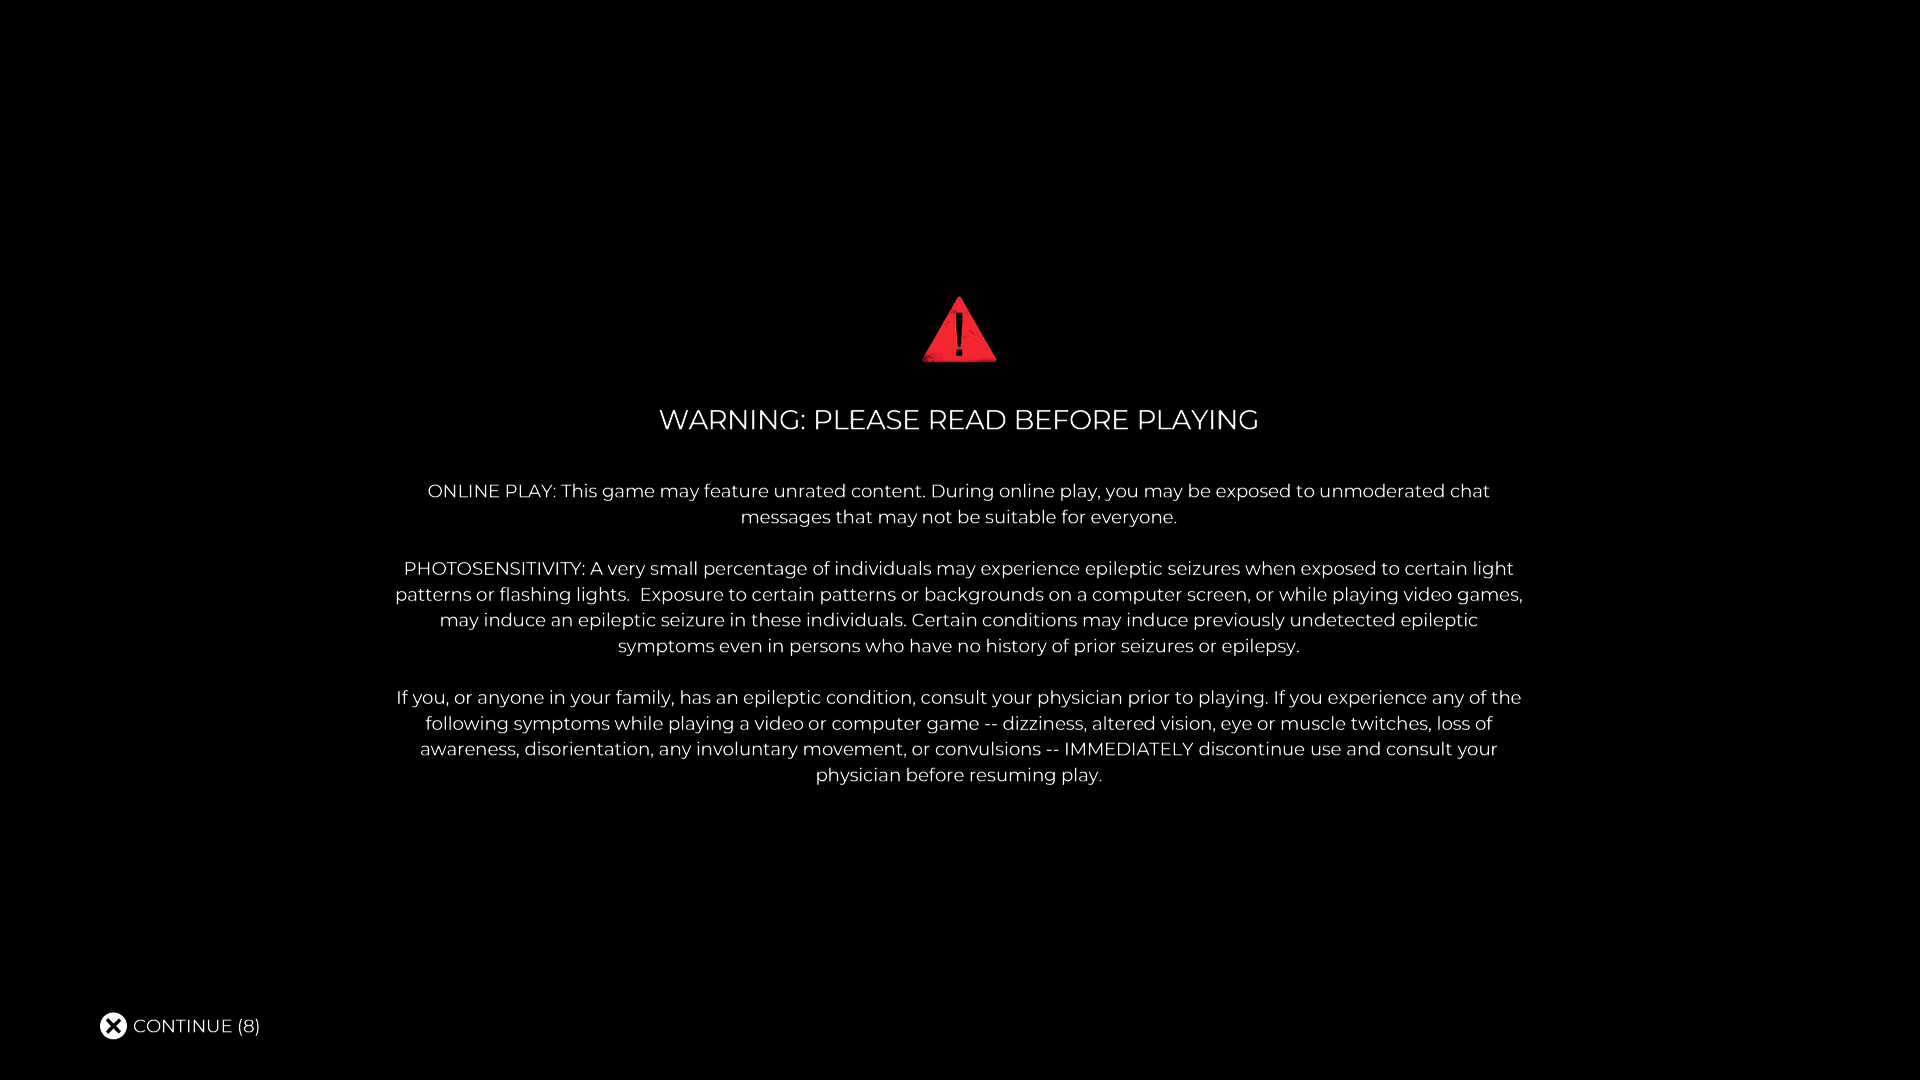 WARNING: PLEASE READ BEFORE PLAYING
ONLINE PLAY: This game may feature unrated content. During online play, you may be exposed to unmoderated chat
messages that may not be suitable for everyone.
PHOTOSENSITIVITY: A very small percentage of individuals may experience epileptic seizures when exposed to certain light
patterns or flashing lights.  Exposure to certain patterns or backgrounds on a computer screen, or while playing video games,
may induce an epileptic seizure in these individuals. Certain conditions may induce previously undetected epileptic
symptoms even in persons who have no history of prior seizures or epilepsy.
If you, or anyone in your family, has an epileptic condition, consult your physician prior to playing. If you experience any of the
following symptoms while playing a video or computer game -- dizziness, altered vision, eye or muscle twitches, loss of
awareness, disorientation, any involuntary movement, or convulsions -- IMMEDIATELY discontinue use and consult your
physician before resuming play.
CONTINUE (8)